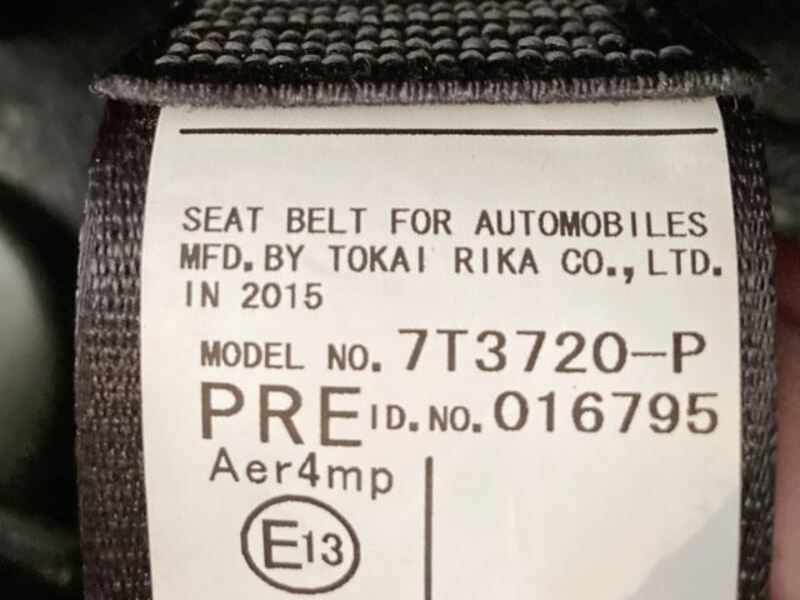 SEAT BELT FOR AUTOMOBILES
MFD. BY TOKAI RIKA CO., LTD.
IN 2015
MODEL NO. 7T3720-P
PRE ID. NO. 016795
Aer4mp
E13